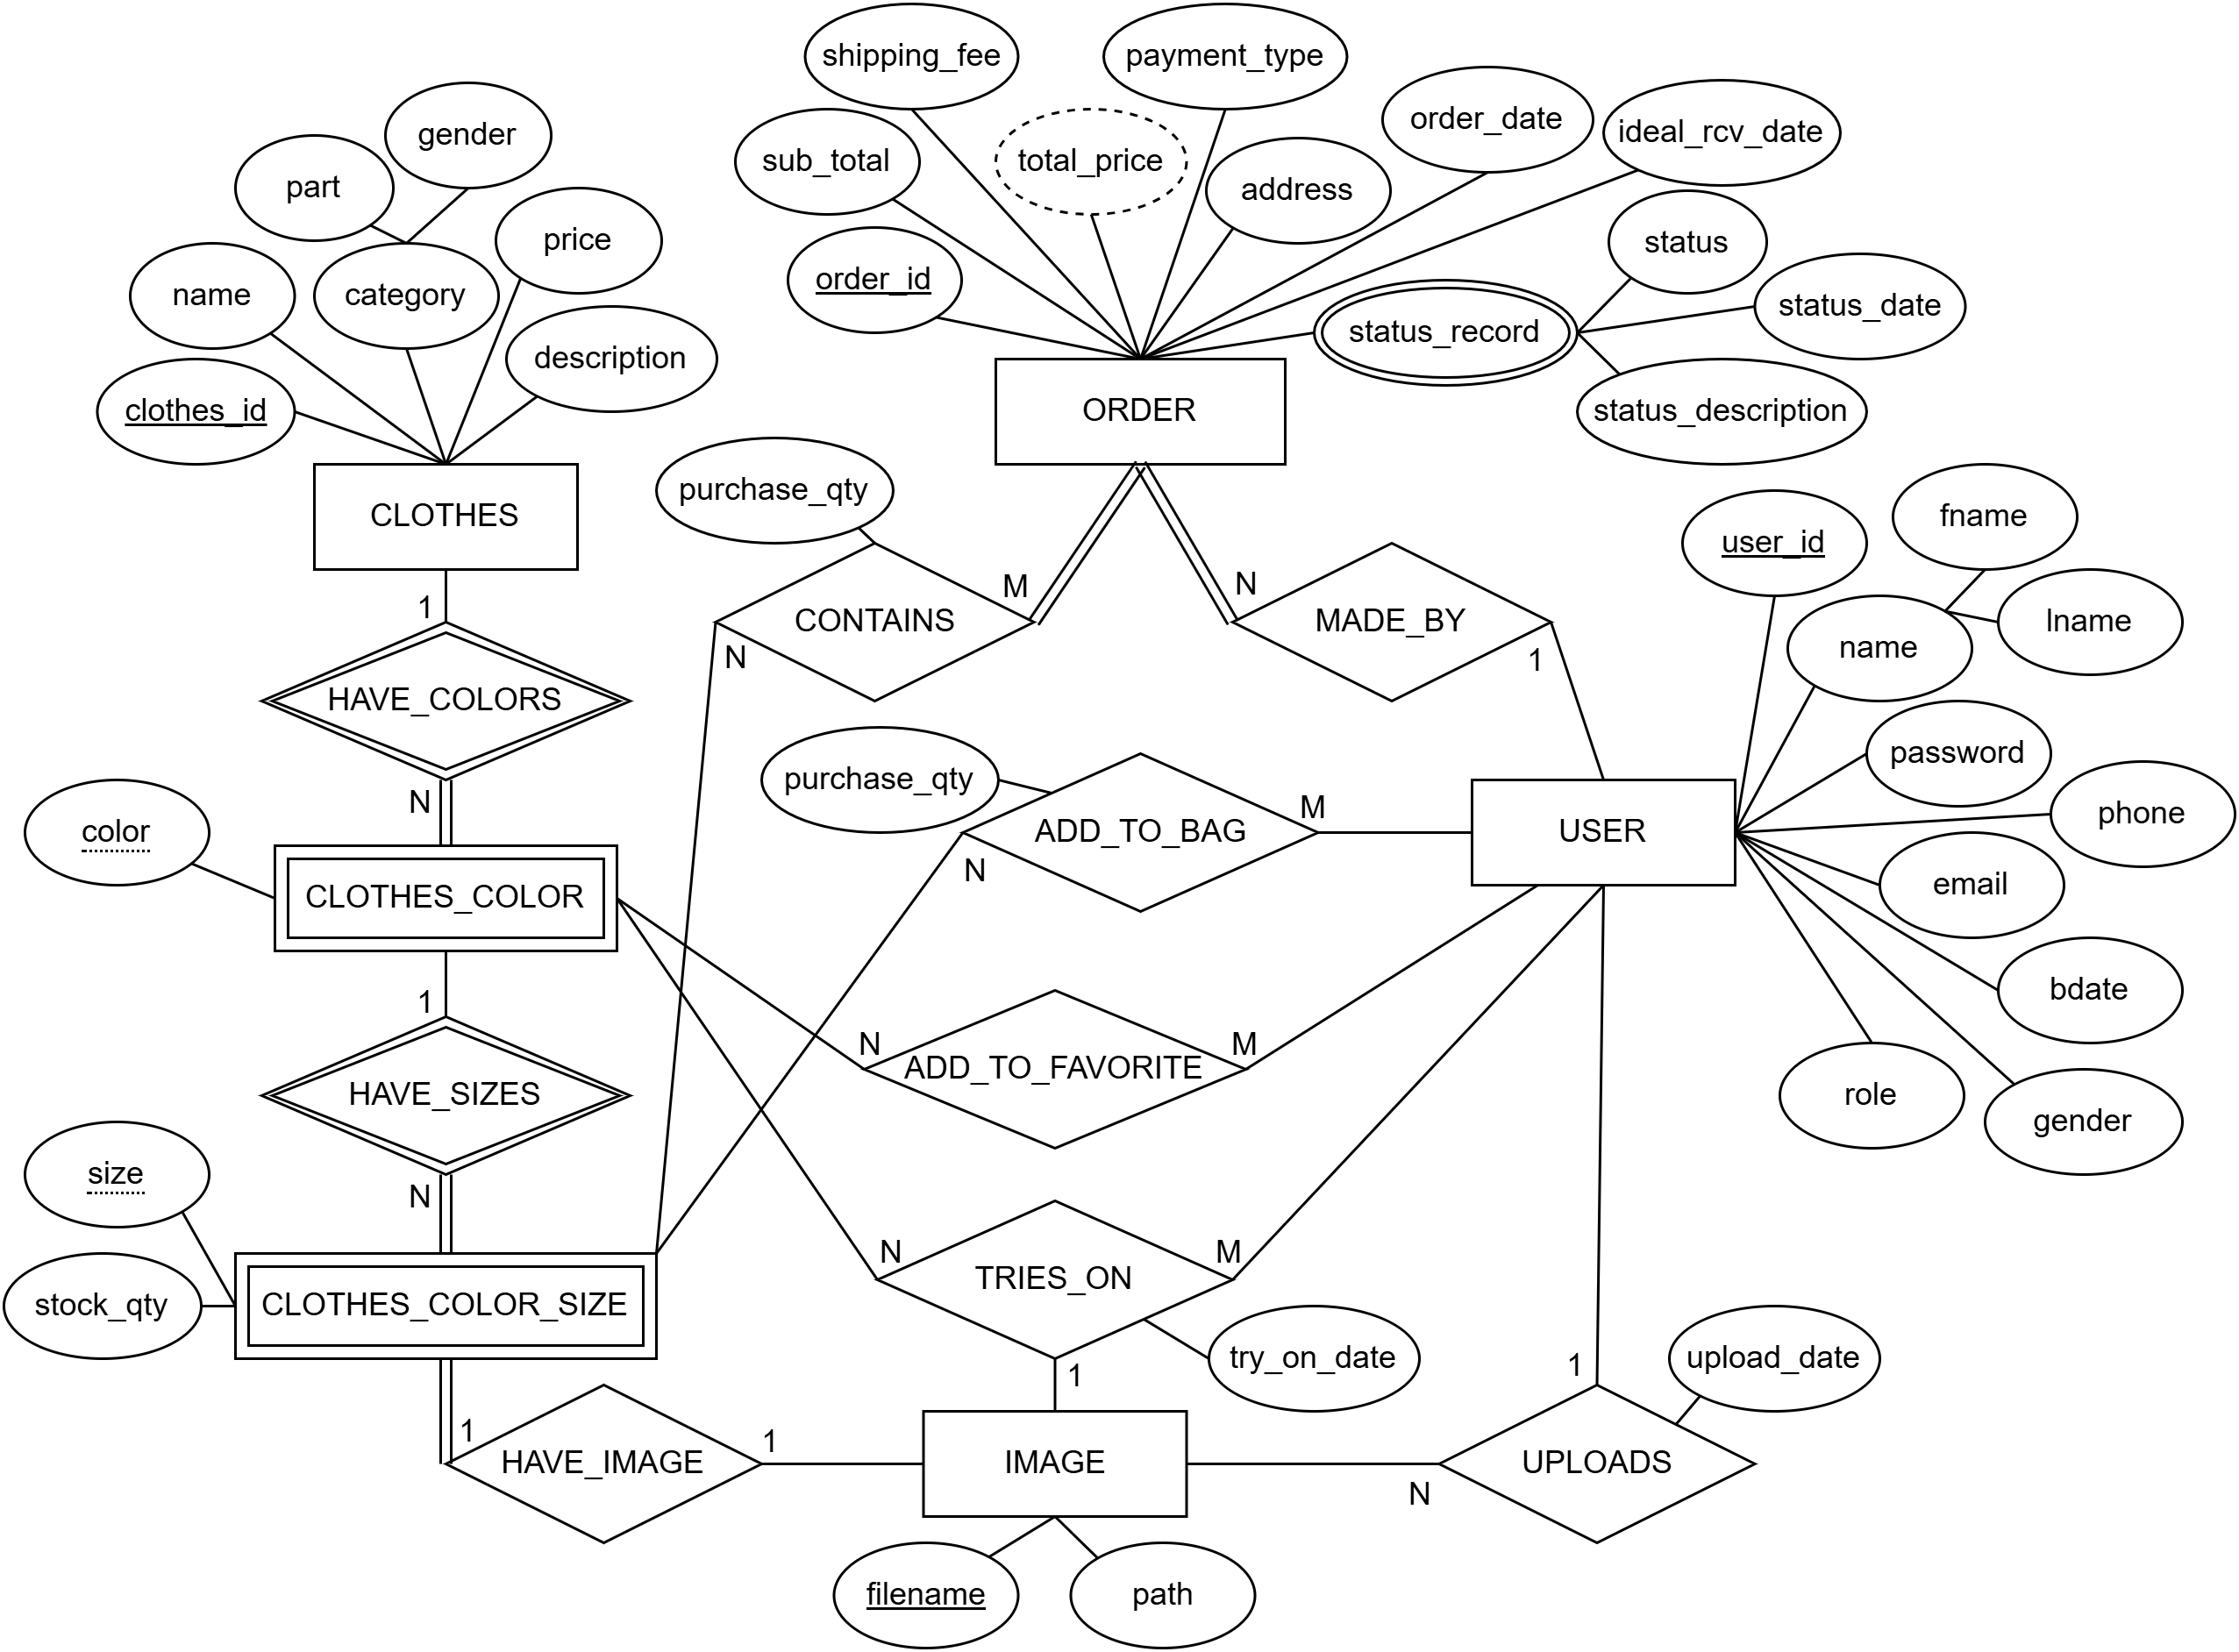 shipping_fee
payment_type
gender
order_date
ideal_rcv_date
part
sub_total
total_price
address
price
status
name
category
order_id
status_date
status_record
description
clothes_id
ORDER
status_description
purchase_qty
CLOTHES
fname
user_id
M
N
1
CONTAINS
MADE_BY
lname
N
1
name
HAVE_COLORS
password
purchase_qty
N
M
phone
color
ADD_TO_BAG
USER
N
email
CLOTHES_COLOR
bdate
1
N
M
ADD_TO_FAVORITE
HAVE_SIZES
role
gender
size
N
N
M
TRIES_ON
stock_qty
CLOTHES_COLOR_SIZE
try_on_date
upload_date
1
1
1
1
HAVE_IMAGE
IMAGE
UPLOADS
N
filename
path